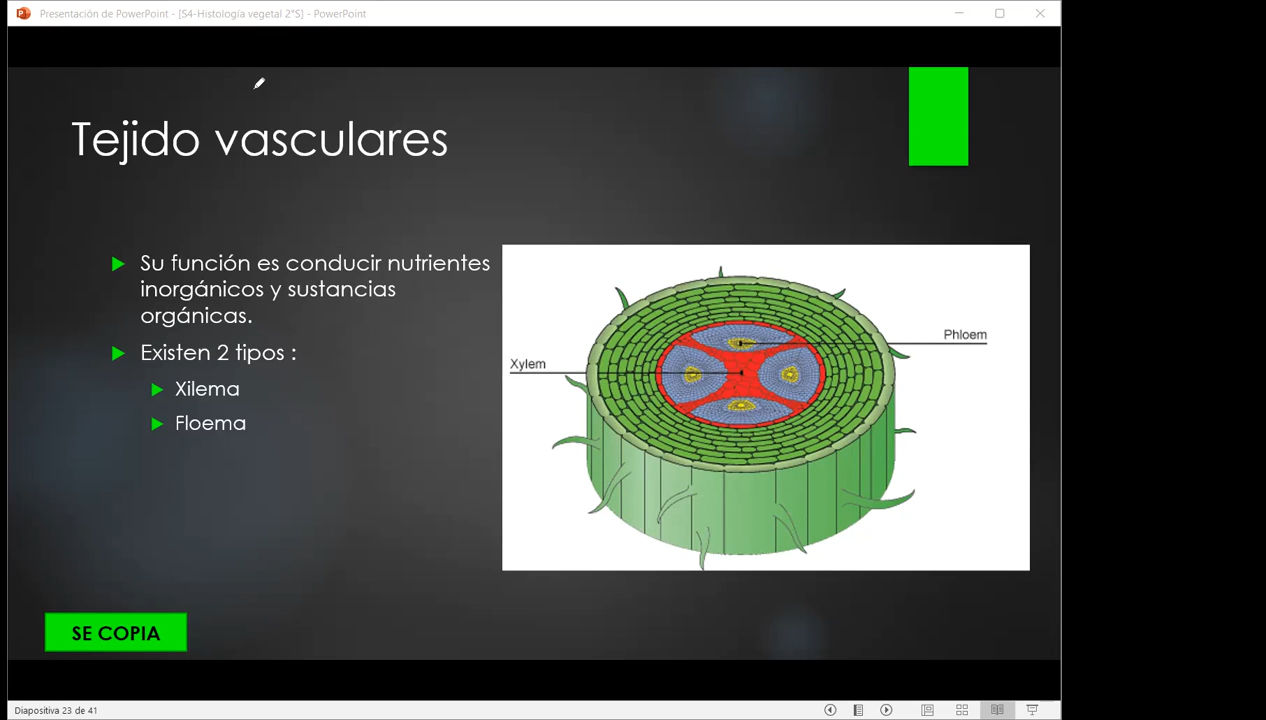 Presentación de PowerPoint - [S4-Histología vegetal 2°S] - PowerPoint
Tejido vasculares
Su función es conducir nutrientes
inorgánicos y sustancias
orgánicas.
Existen 2 tipos :
Xilema
Floema
Phloem
Xylem
SE COPIA
Diapositiva 23 de 41